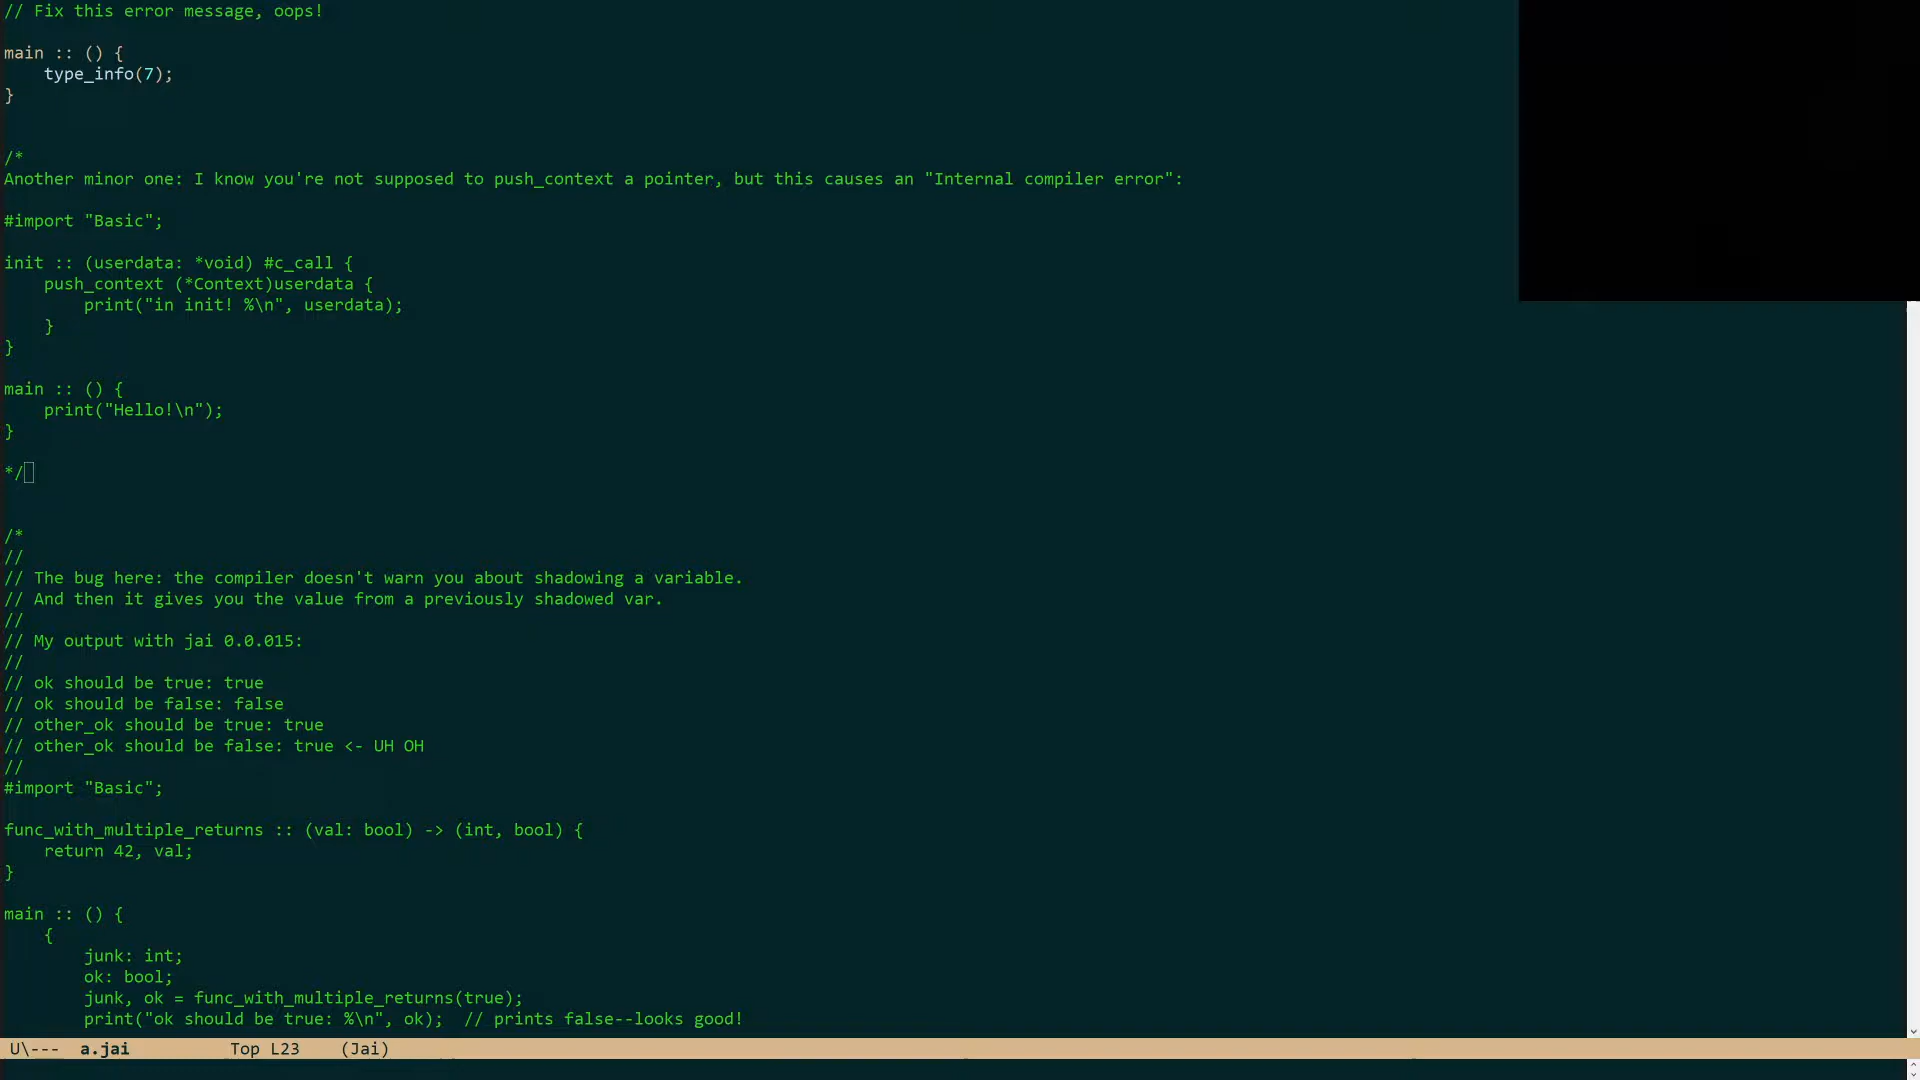 // Fix this error message, oops!
main :: () {
    type_info(7);
}
/*
Another minor one: I know you're not supposed to push_context a pointer, but this causes an "Internal compiler error":
#import "Basic";
init :: (userdata: *void) #c_call {
    push_context (*Context)userdata {
        print("in init! %\n", userdata);
    }
}
main :: () {
    print("Hello!\n");
}
*/
/*
//
// The bug here: the compiler doesn't warn you about shadowing a variable.
// And then it gives you the value from a previously shadowed var.
//
// My output with jai 0.0.015:
//
// ok should be true: true
// ok should be false: false
// other_ok should be true: true
// other_ok should be false: true <- UH OH
//
#import "Basic";
func_with_multiple_returns :: (val: bool) -> (int, bool) {
    return 42, val;
}
main :: () {
    {
        junk: int;
        ok: bool;
        junk, ok = func_with_multiple_returns(true);
        print("ok should be true: %\n", ok);  // prints false--looks good!
U\---  a.jai          Top L23    (Jai)